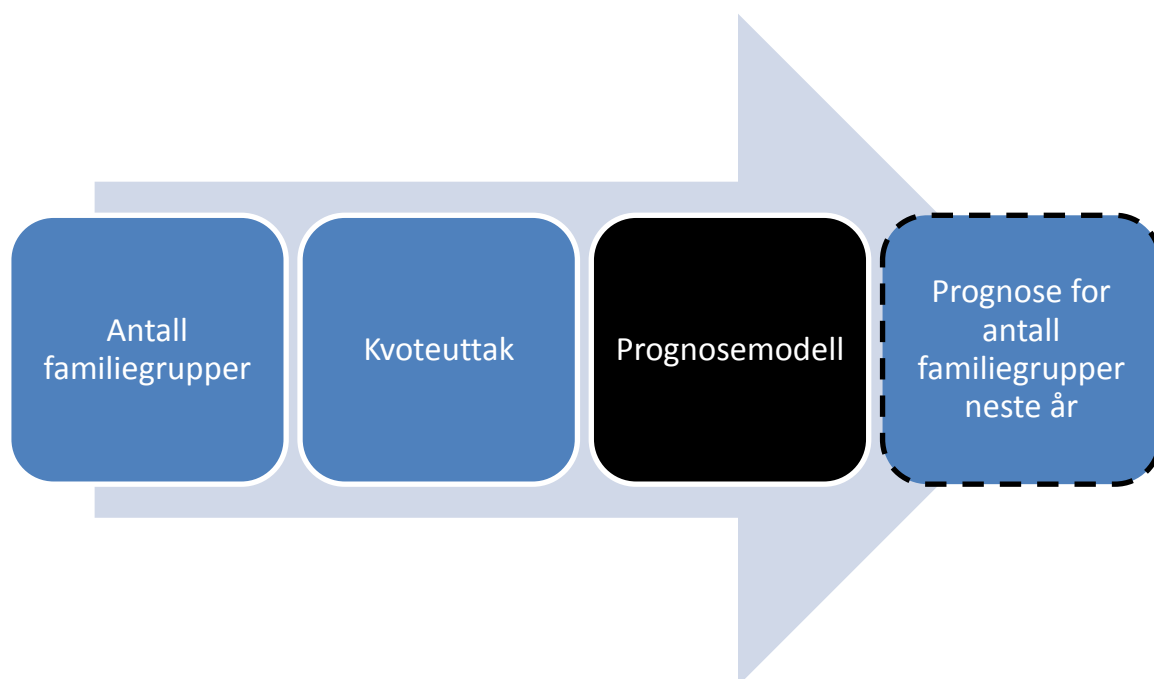 Antall
familiegrupper
Kvoteuttak
Prognosemodell
Prognose for
antall
familiegrupper
neste år